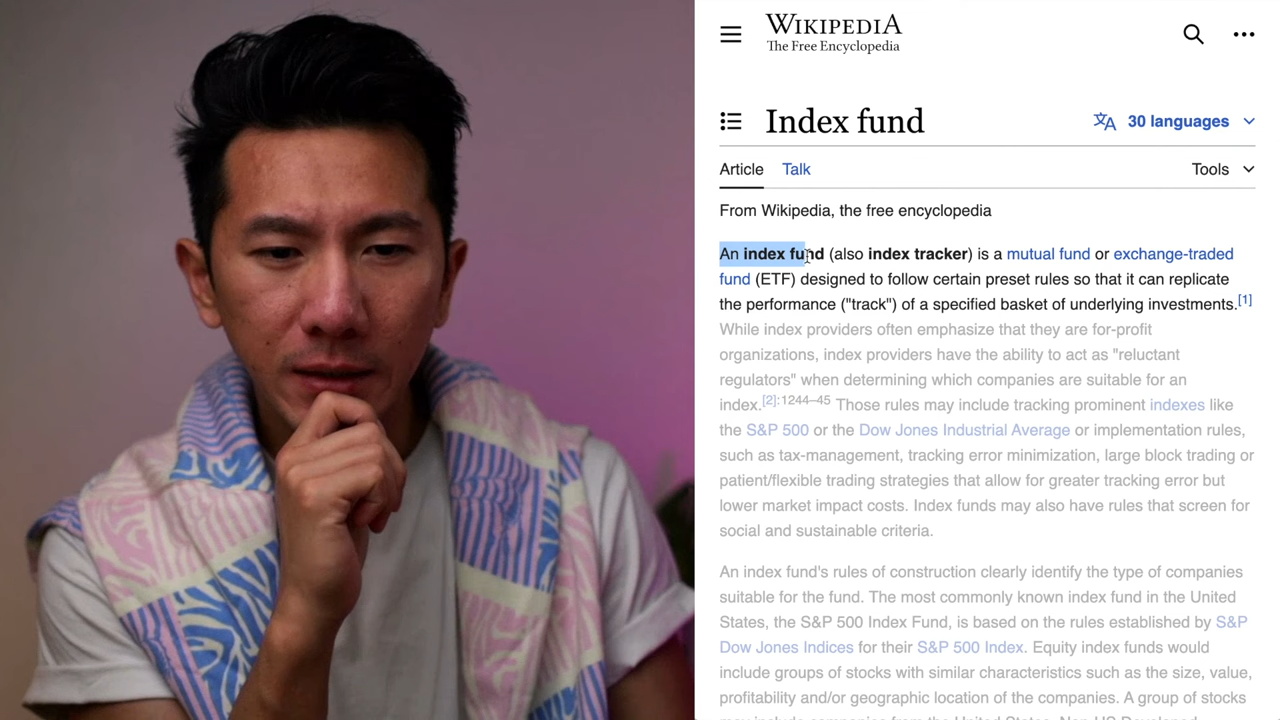 WIKIPEDIA
The Free Encyclopedia
Index fund
30 languages
Article Talk Tools
From Wikipedia, the free encyclopedia
An index fund (also index tracker) is a mutual fund or exchange-traded
fund (ETF) designed to follow certain preset rules so that it can replicate
the performance ("track") of a specified basket of underlying investments.[1]
While index providers often emphasize that they are for-profit
organizations, index providers have the ability to act as "reluctant
regulators" when determining which companies are suitable for an
index.[2]:1244–45 Those rules may include tracking prominent indexes like
the S&P 500 or the Dow Jones Industrial Average or implementation rules,
such as tax-management, tracking error minimization, large block trading or
patient/flexible trading strategies that allow for greater tracking error but
lower market impact costs. Index funds may also have rules that screen for
social and sustainable criteria.
An index fund's rules of construction clearly identify the type of companies
suitable for the fund. The most commonly known index fund in the United
States, the S&P 500 Index Fund, is based on the rules established by S&P
Dow Jones Indices for their S&P 500 Index. Equity index funds would
include groups of stocks with similar characteristics such as the size, value,
profitability and/or geographic location of the companies. A group of stocks
may include companies from the United States, Non-US Developed,